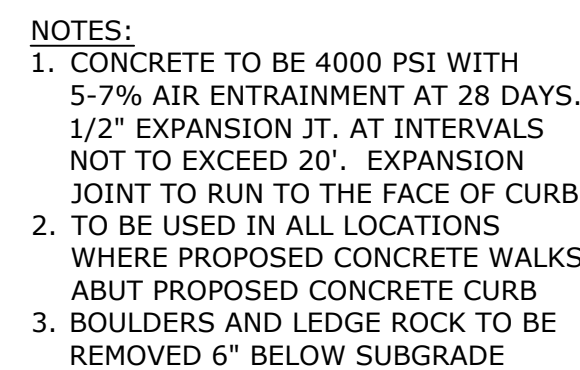 NOTES:
1. CONCRETE TO BE 4000 PSI WITH
5-7% AIR ENTRAINMENT AT 28 DAYS.
1/2" EXPANSION JT. AT INTERVALS
NOT TO EXCEED 20'. EXPANSION
JOINT TO RUN TO THE FACE OF CURB
2. TO BE USED IN ALL LOCATIONS
WHERE PROPOSED CONCRETE WALKS
ABUT PROPOSED CONCRETE CURB
3. BOULDERS AND LEDGE ROCK TO BE
REMOVED 6" BELOW SUBGRADE